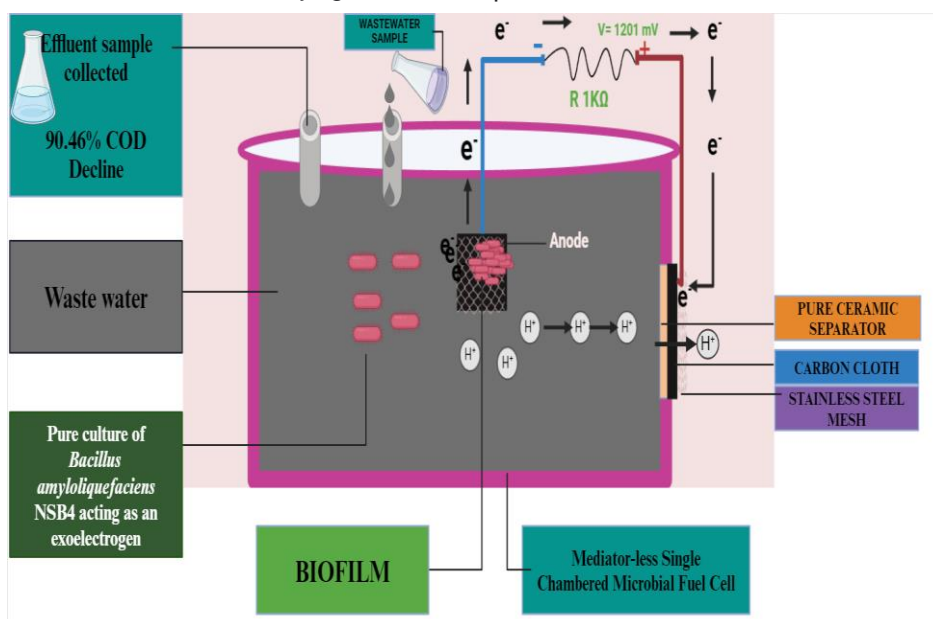 Effluent sample
collected
90.46% COD
Decline
WASTEWATER
SAMPLE
e-
V= 1201 mV
e-
-
+
R 1KΩ
e-
e-
Waste water
e-
e-
e-
Anode
e-
H+
H+
H+
H+
H+
H+
PURE CERAMIC
SEPARATOR
CARBON CLOTH
STAINLESS STEEL
MESH
Pure culture of
Bacillus
amyloliquefaciens
NSB4 acting as an
exoelectrogen
BIOFILM
Mediator-less Single
Chambered Microbial Fuel Cell